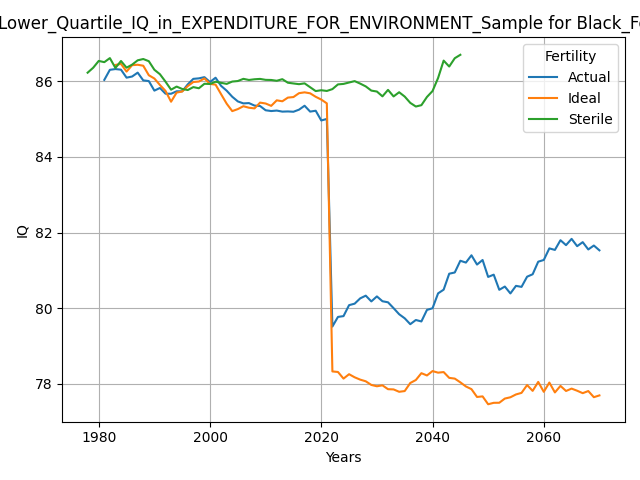 Lower_Quartile_IQ_in_EXPENDITURE_FOR_ENVIRONMENT_Sample for Black_Fe
Fertility
Actual
Ideal
Sterile
86
84
82
80
78
IQ
1980
2000
2020
2040
2060
Years